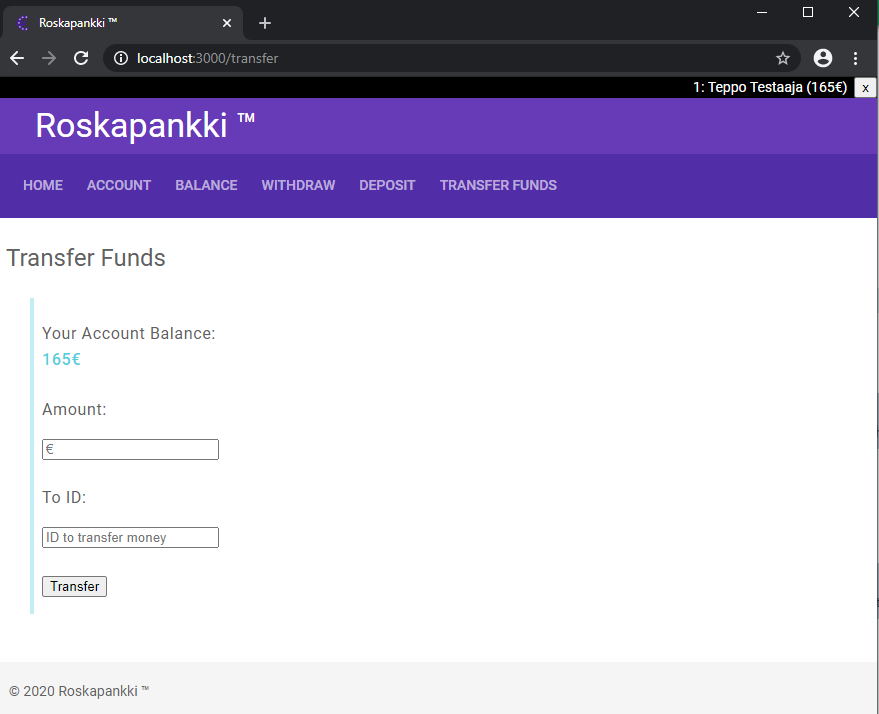 Roskapankki ™
localhost:3000/transfer
1: Teppo Testaaja (165€) x
Roskapankki ™
HOME ACCOUNT BALANCE WITHDRAW DEPOSIT TRANSFER FUNDS
Transfer Funds
Your Account Balance:
165€
Amount:
€
To ID:
ID to transfer money
Transfer
© 2020 Roskapankki ™